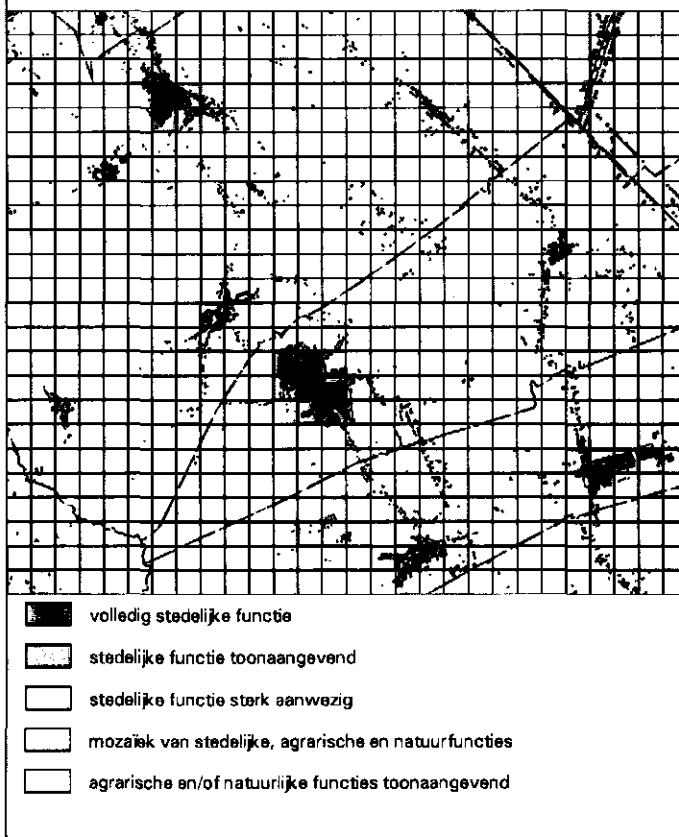 volledig stedelijke functie
stedelijke functie toonaangevend
stedelijke functie sterk aanwezig
mozaïek van stedelijke, agrarische en natuurfuncties
agrarische en/of natuurlijke functies toonaangevend